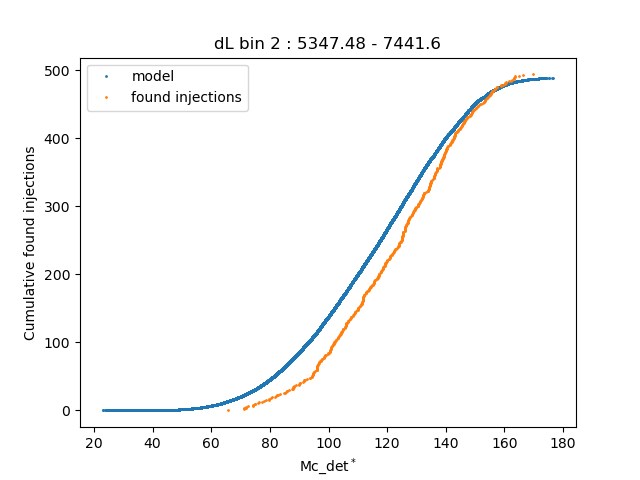 dL bin 2 : 5347.48 - 7441.6
model
found injections
Cumulative found injections
500
400
300
200
100
0
20 40 60 80 100 120 140 160 180
Mc_det*